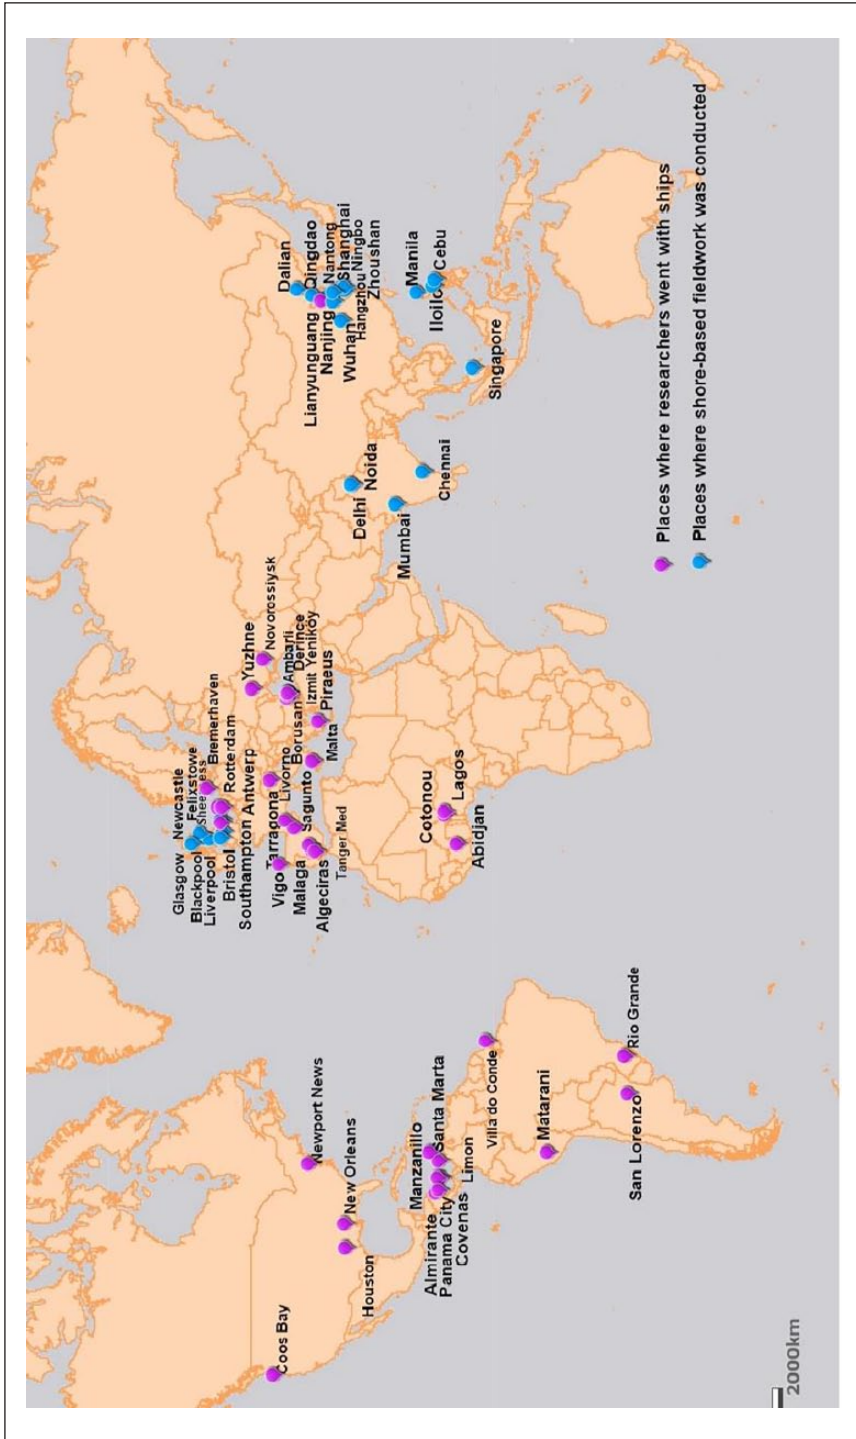 Coos Bay
Houston
New Orleans
Newport News
Almirante
Panama City
Covenas
Manzanillo
Santa Marta
Limon
Villa do Conde
Matarani
San Lorenzo
Rio Grande
Glasgow
Newcastle
Blackpool
Felixstowe
Liverpool
Bremerhaven
Bristol
Rotterdam
Southampton
Antwerp
Vigo
Tarragona
Livorno
Malaga
Sagunto
Algeciras
Tanger Med
Borusan
Malta
Yuzhne
Novorossiysk
Ambarli
Derince
Izmit
Yeniköy
Piraeus
Cotonou
Lagos
Abidjan
Delhi
Noida
Mumbai
Chennai
Dalian
Qingdao
Lianyunguang
Nantong
Nanjing
Shanghai
Wuhan
Hangzhou
Ningbo
Zhoushan
Manila
Iloilo
Cebu
Singapore
Places where researchers went with ships
Places where shore-based fieldwork was conducted
2000km